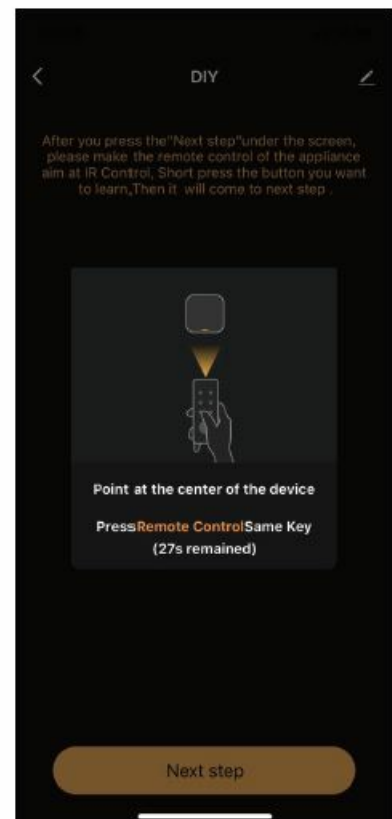 DIY
After you press the"Next step"under the screen,
please make the remote control of the appliance
aim at IR Control, Short press the button you want
to learn,Then it will come to next step .
Point at the center of the device
PressRemote ControlSame Key
(27s remained)
Next step